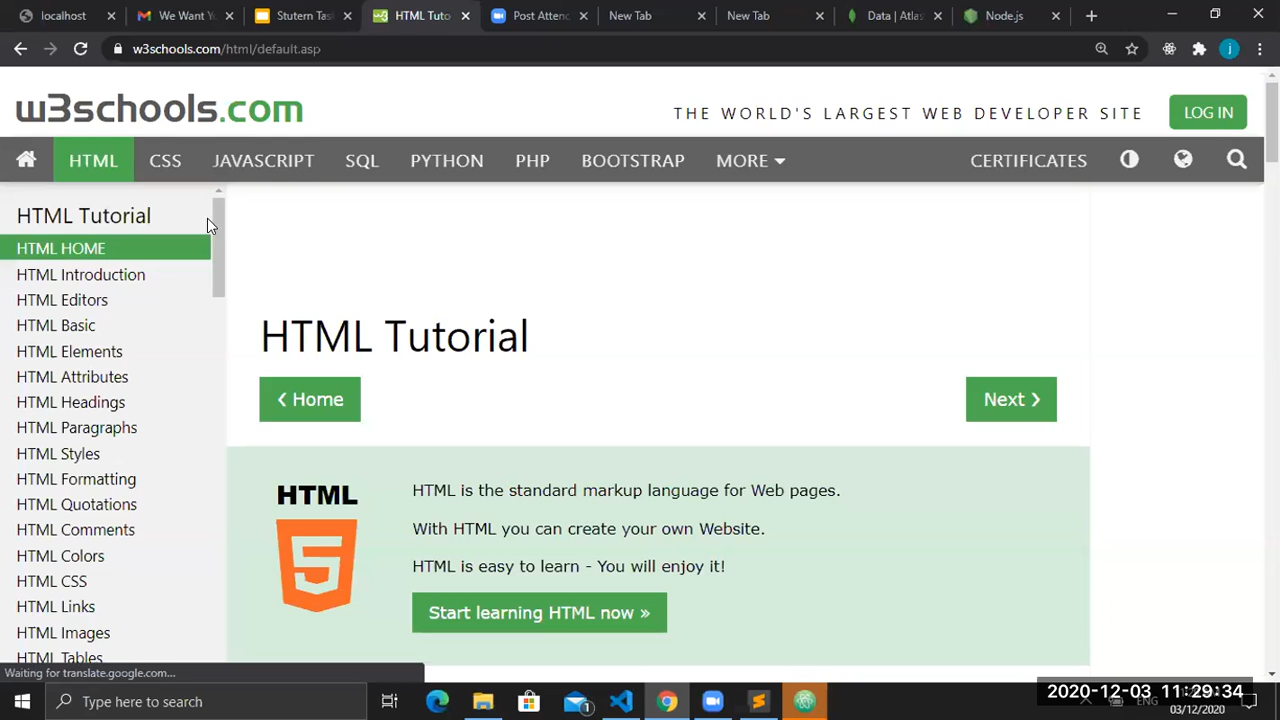 localhost
We Want Y
Stutern Tas
HTML Tuto
Post Attend
New Tab
New Tab
Data | Atlas
Node.js
w3schools.com/html/default.asp
j
w3schools.com
THE WORLD'S LARGEST WEB DEVELOPER SITE
LOG IN
HTML
CSS
JAVASCRIPT
SQL
PYTHON
PHP
BOOTSTRAP
MORE
CERTIFICATES
HTML Tutorial
HTML HOME
HTML Introduction
HTML Editors
HTML Basic
HTML Elements
HTML Attributes
HTML Headings
HTML Paragraphs
HTML Styles
HTML Formatting
HTML Quotations
HTML Comments
HTML Colors
HTML CSS
HTML Links
HTML Images
HTML Tables
HTML Tutorial
❮ Home
Next ❯
HTML
5
HTML is the standard markup language for Web pages.
With HTML you can create your own Website.
HTML is easy to learn - You will enjoy it!
Start learning HTML now »
Waiting for translate.google.com...
Type here to search
1
ENG
2020-12-03 11:29:34
03/12/2020